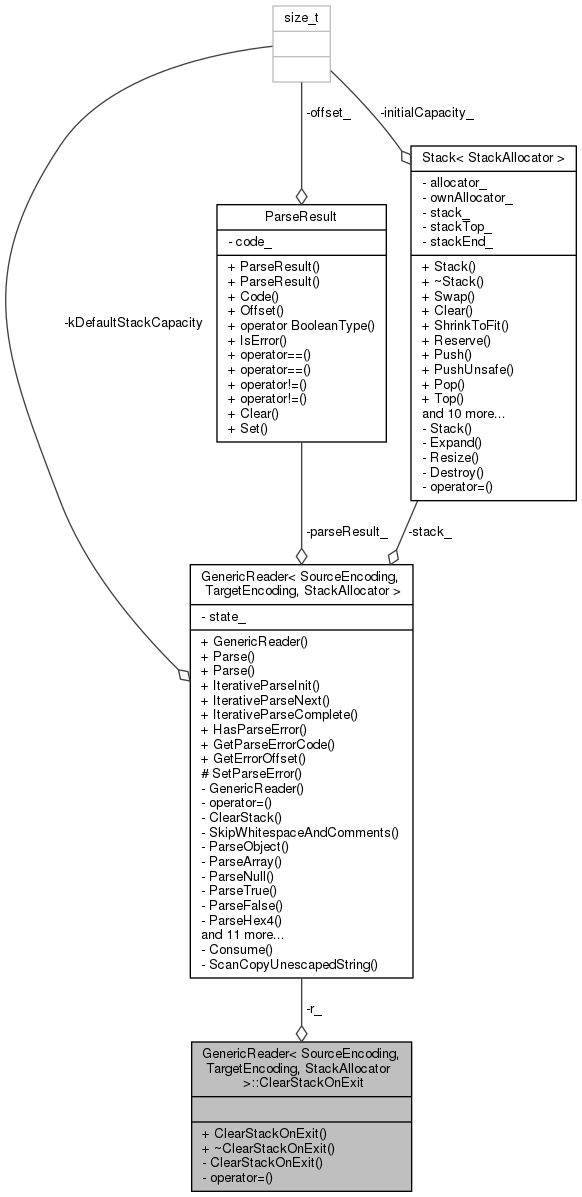 size_t
-offset_
-initialCapacity_
Stack< StackAllocator >
- allocator_
- ownAllocator_
- stack_
- stackTop_
- stackEnd_
+ Stack()
+ ~Stack()
+ Swap()
+ Clear()
+ ShrinkToFit()
+ Reserve()
+ Push()
+ PushUnsafe()
+ Pop()
+ Top()
and 10 more...
- Stack()
- Expand()
- Resize()
- Destroy()
- operator=()
ParseResult
- code_
+ ParseResult()
+ ParseResult()
+ Code()
+ Offset()
+ operator BooleanType()
+ IsError()
+ operator==()
+ operator==()
+ operator!=()
+ operator!=()
+ Clear()
+ Set()
-kDefaultStackCapacity
-parseResult_
-stack_
GenericReader< SourceEncoding,
TargetEncoding, StackAllocator >
- state_
+ GenericReader()
+ Parse()
+ Parse()
+ IterativeParseInit()
+ IterativeParseNext()
+ IterativeParseComplete()
+ HasParseError()
+ GetParseErrorCode()
+ GetErrorOffset()
# SetParseError()
- GenericReader()
- operator=()
- ClearStack()
- SkipWhitespaceAndComments()
- ParseObject()
- ParseArray()
- ParseNull()
- ParseTrue()
- ParseFalse()
- ParseHex4()
and 11 more...
- Consume()
- ScanCopyUnescapedString()
-r_
GenericReader< SourceEncoding,
TargetEncoding, StackAllocator
>::ClearStackOnExit
+ ClearStackOnExit()
+ ~ClearStackOnExit()
- ClearStackOnExit()
- operator=()